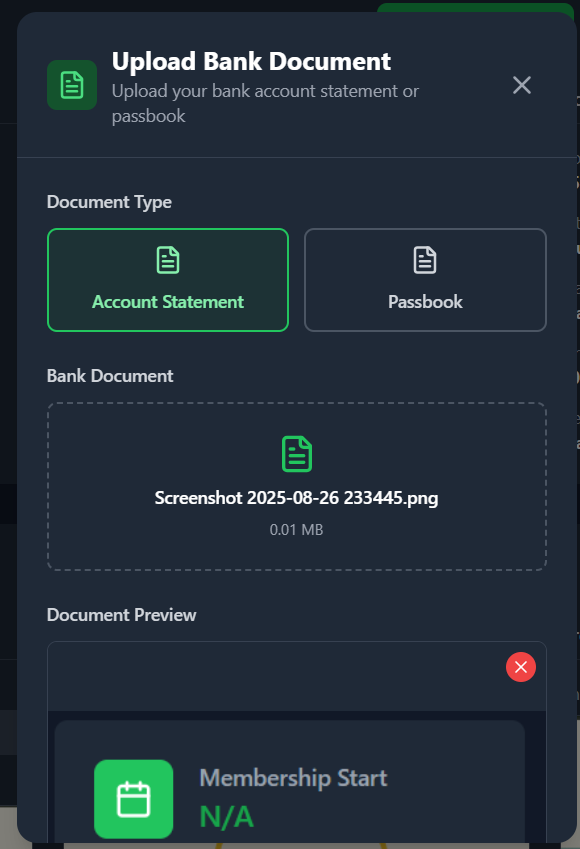 Upload Bank Document
Upload your bank account statement or
passbook
Document Type
Account Statement
Passbook
Bank Document
Screenshot 2025-08-26 233445.png
0.01 MB
Document Preview
Membership Start
N/A